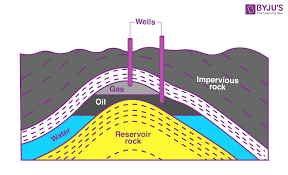 BYJU'S
The Learning App
Wells
Impervious
rock
Gas
Oil
Water
Reservoir
rock